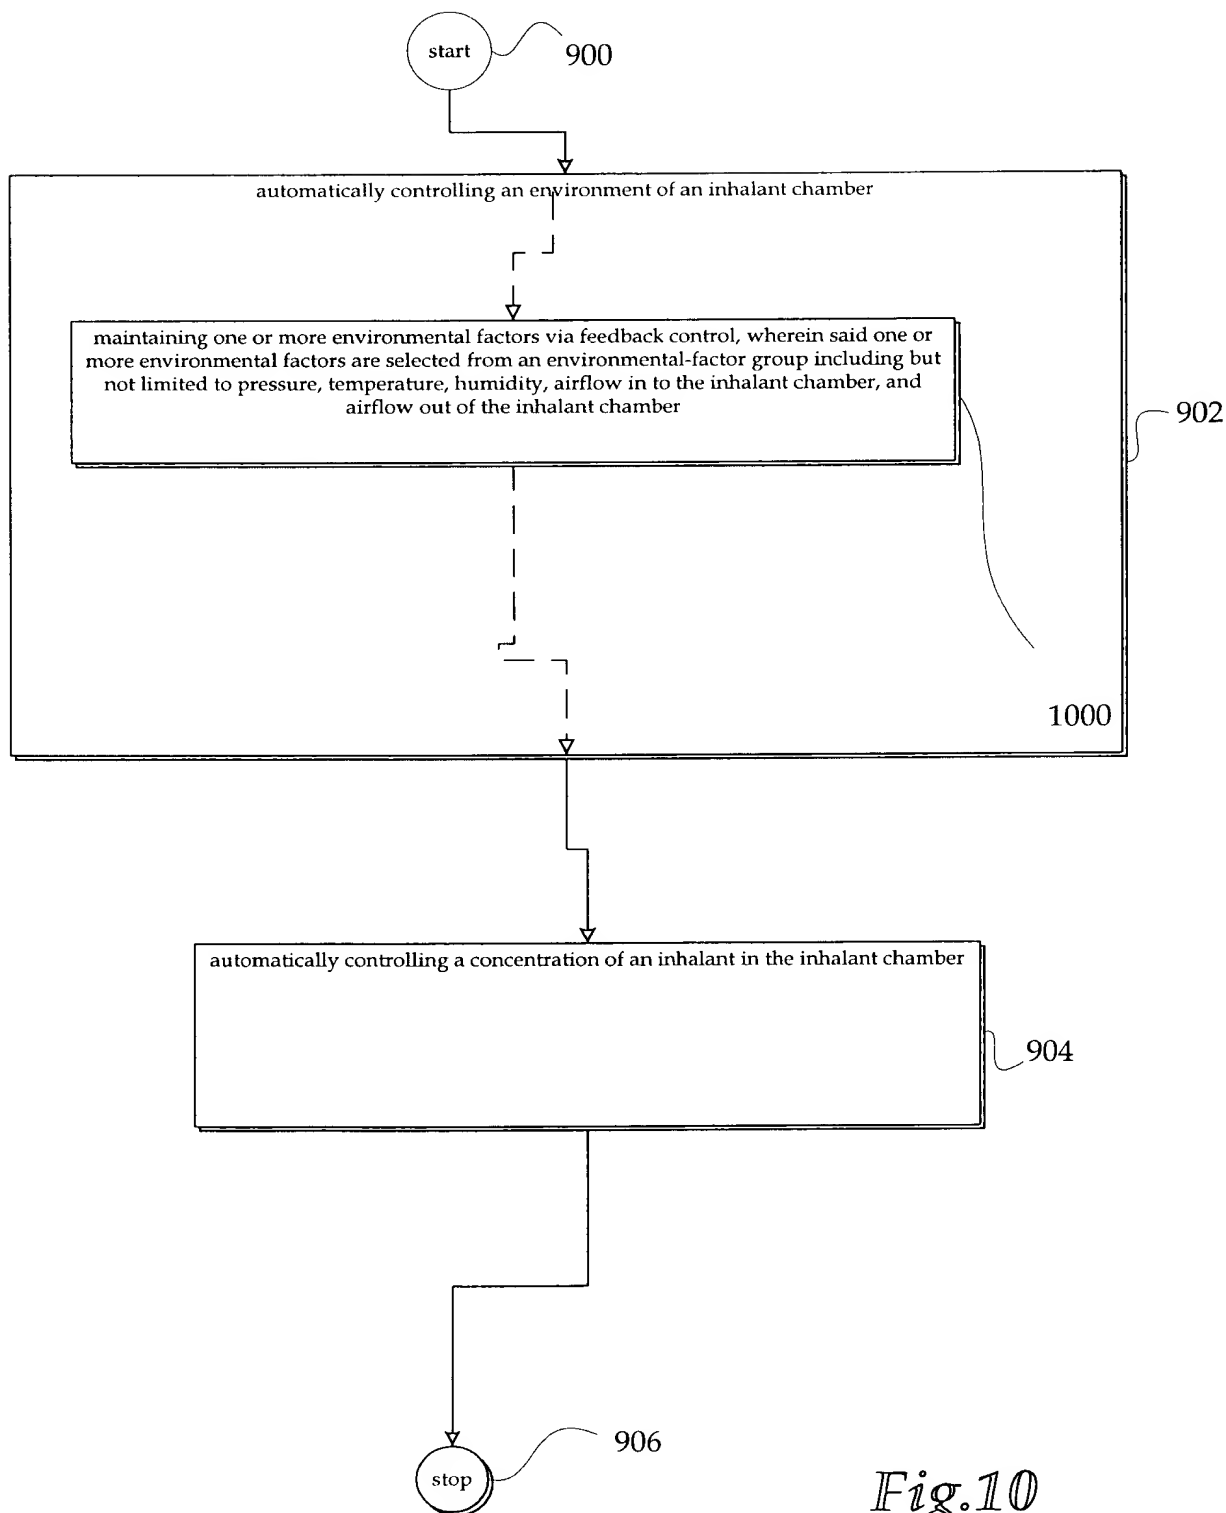 start
900
automatically controlling an environment of an inhalant chamber
maintaining one or more environmental factors via feedback control, wherein said one or
more environmental factors are selected from an environmental-factor group including but
not limited to pressure, temperature, humidity, airflow in to the inhalant chamber, and
airflow out of the inhalant chamber
902
1000
automatically controlling a concentration of an inhalant in the inhalant chamber
904
906
stop
Fig.10